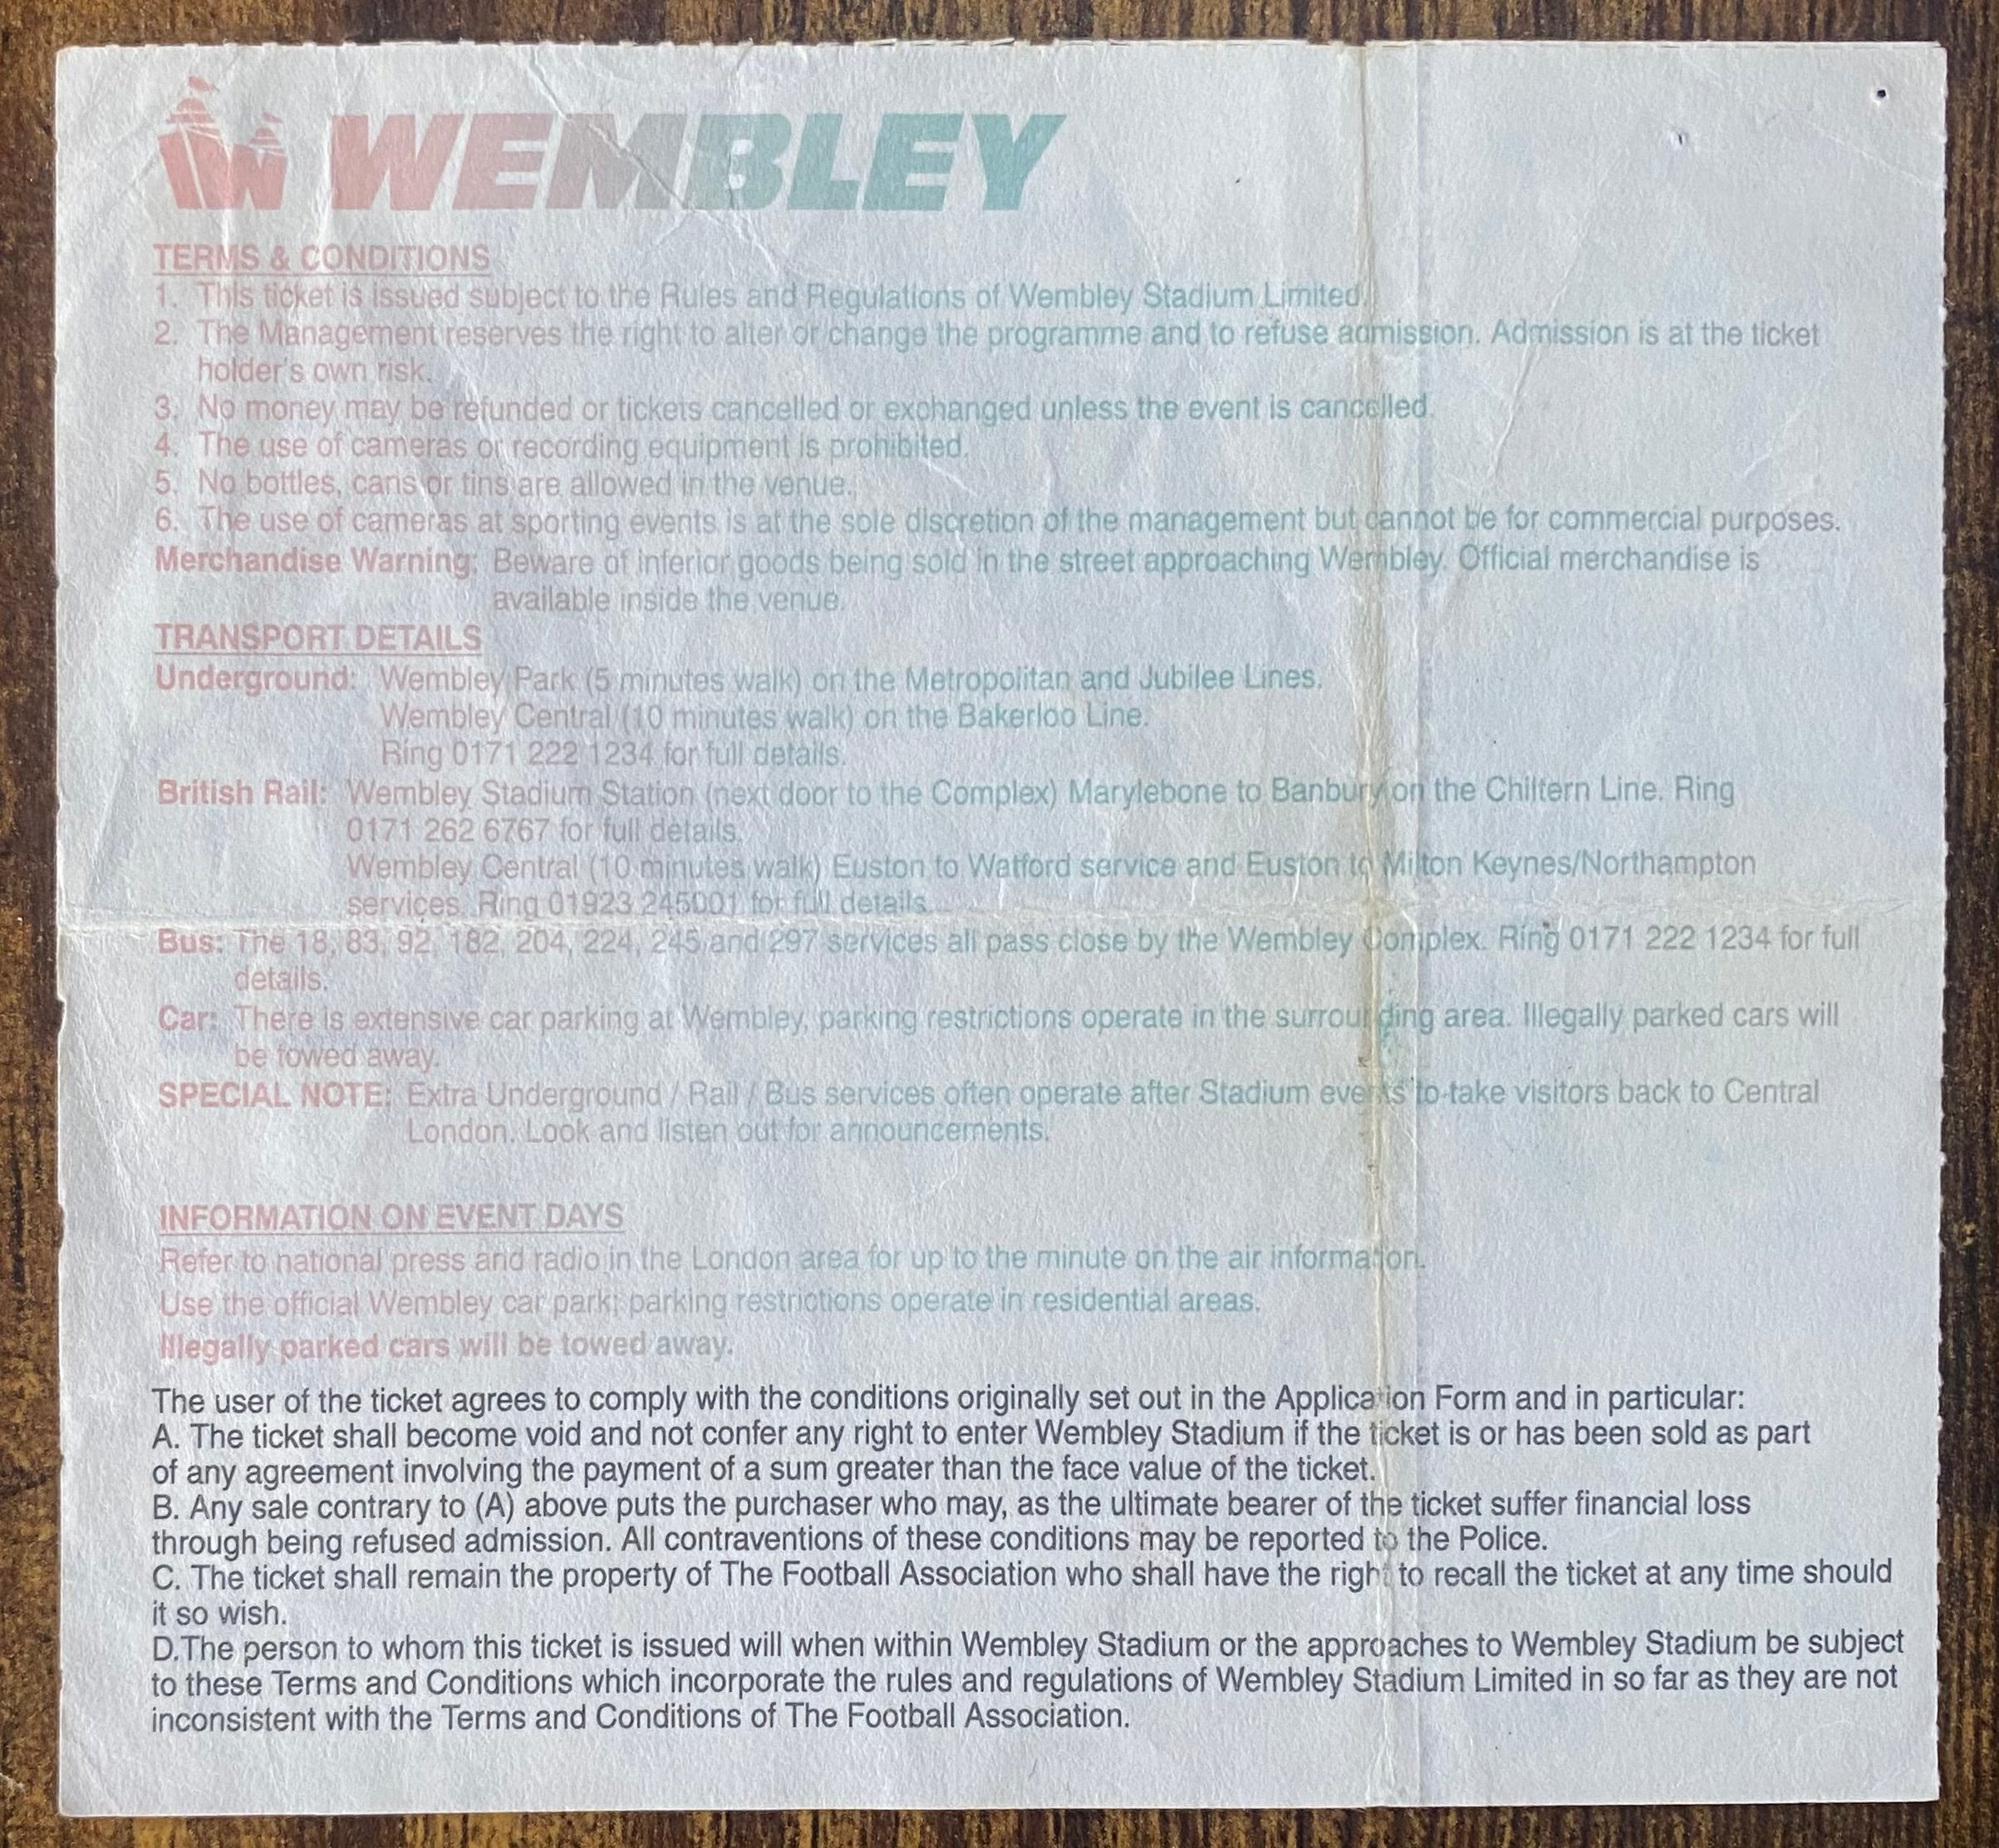 WEMBLEY
TERMS & CONDITIONS
1. This ticket is issued subject to the Rules and Regulations of Wembley Stadium Limited.
2. The Management reserves the right to alter or change the programme and to refuse admission. Admission is at the ticket
holder's own risk.
3. No money may be refunded or tickets cancelled or exchanged unless the event is cancelled.
4. The use of cameras or recording equipment is prohibited.
5. No bottles, cans or tins are allowed in the venue.
6. The use of cameras at sporting events is at the sole discretion of the management but cannot be for commercial purposes.
Merchandise Warning: Beware of inferior goods being sold in the street approaching Wembley. Official merchandise is
available inside the venue.
TRANSPORT DETAILS
Underground: Wembley Park (5 minutes walk) on the Metropolitan and Jubilee Lines.
Wembley Central (10 minutes walk) on the Bakerloo Line.
Ring 0171 222 1234 for full details.
British Rail: Wembley Stadium Station (next door to the Complex) Marylebone to Banbury on the Chiltern Line. Ring
0171 262 6767 for full details.
Wembley Central (10 minutes walk) Euston to Watford service and Euston to Milton Keynes/Northampton
services. Ring 01923 245001 for full details.
Bus: The 18, 83, 92, 182, 204, 224, 245 and 297 services all pass close by the Wembley Complex. Ring 0171 222 1234 for full
details.
Car: There is extensive car parking at Wembley, parking restrictions operate in the surrounding area. Illegally parked cars will
be towed away.
SPECIAL NOTE: Extra Underground / Rail / Bus services often operate after Stadium events to take visitors back to Central
London. Look and listen out for announcements.
INFORMATION ON EVENT DAYS
Refer to national press and radio in the London area for up to the minute on the air information.
Use the official Wembley car park; parking restrictions operate in residential areas.
Illegally parked cars will be towed away.
The user of the ticket agrees to comply with the conditions originally set out in the Application Form and in particular:
A. The ticket shall become void and not confer any right to enter Wembley Stadium if the ticket is or has been sold as part
of any agreement involving the payment of a sum greater than the face value of the ticket.
B. Any sale contrary to (A) above puts the purchaser who may, as the ultimate bearer of the ticket suffer financial loss
through being refused admission. All contraventions of these conditions may be reported to the Police.
C. The ticket shall remain the property of The Football Association who shall have the right to recall the ticket at any time should
it so wish.
D.The person to whom this ticket is issued will when within Wembley Stadium or the approaches to Wembley Stadium be subject
to these Terms and Conditions which incorporate the rules and regulations of Wembley Stadium Limited in so far as they are not
inconsistent with the Terms and Conditions of The Football Association.